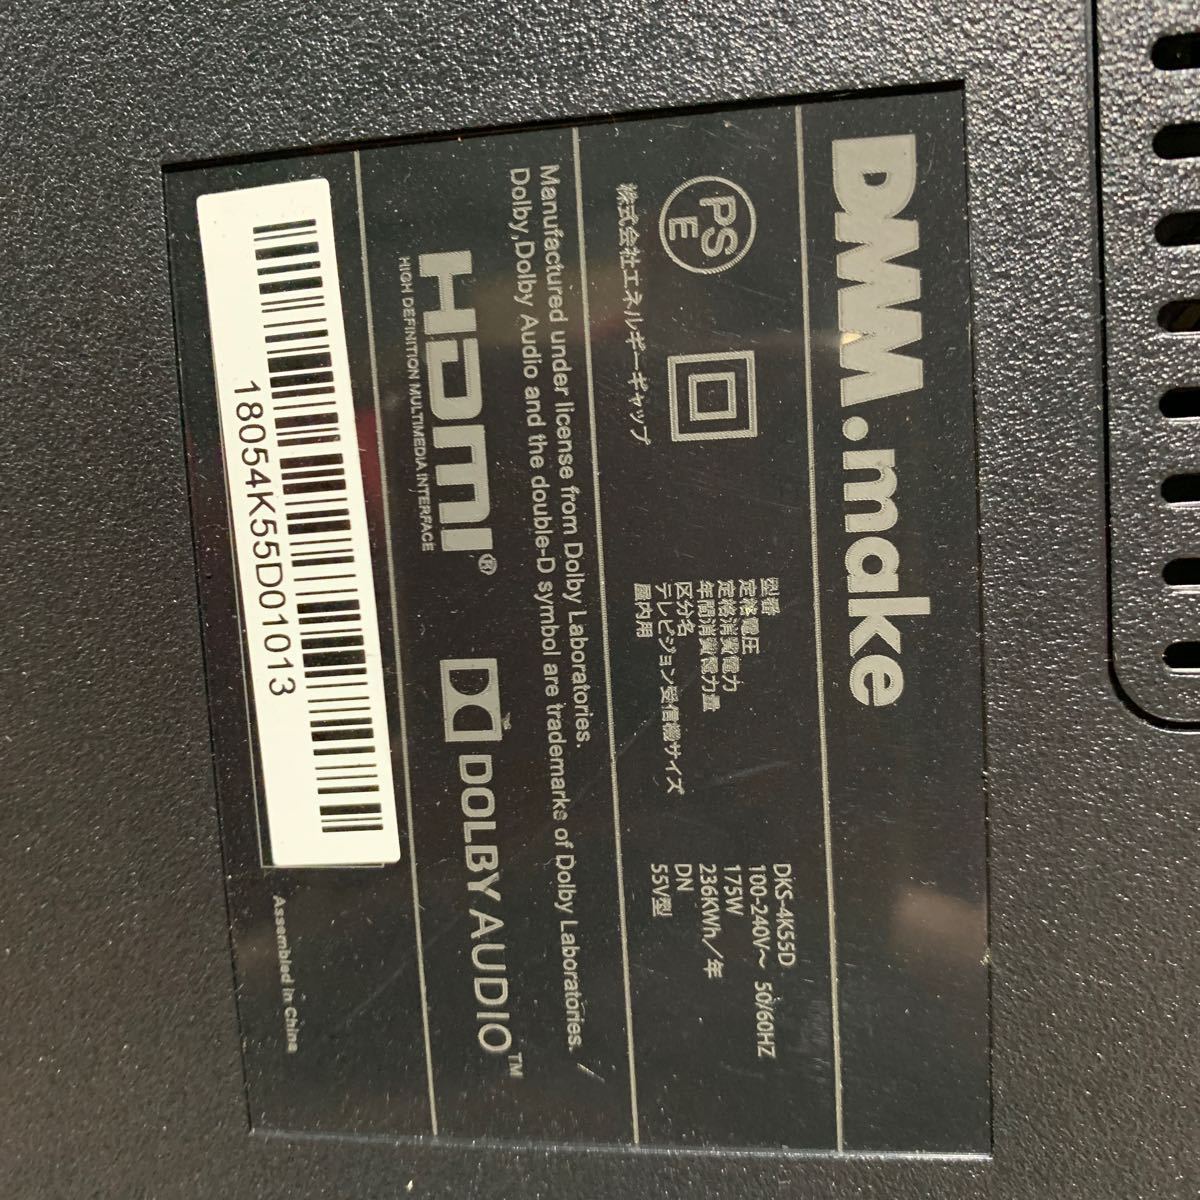 DMM.make
PS
E
株式会社エネルギーギャップ
型番 DKS-4K55D
定格電圧 100-240V～ 50/60HZ
定格消費電力 175W
年間消費電力量 236KWh／年
区分名 DN
テレビジョン受信機サイズ 55V型
屋内用
Manufactured under license from Dolby Laboratories.
Dolby,Dolby Audio and the double-D symbol are trademarks of Dolby Laboratories.
HDMI®
HIGH DEFINITION MULTIMEDIA INTERFACE
DOLBY AUDIO™
18054K55D01013
Assembled in China